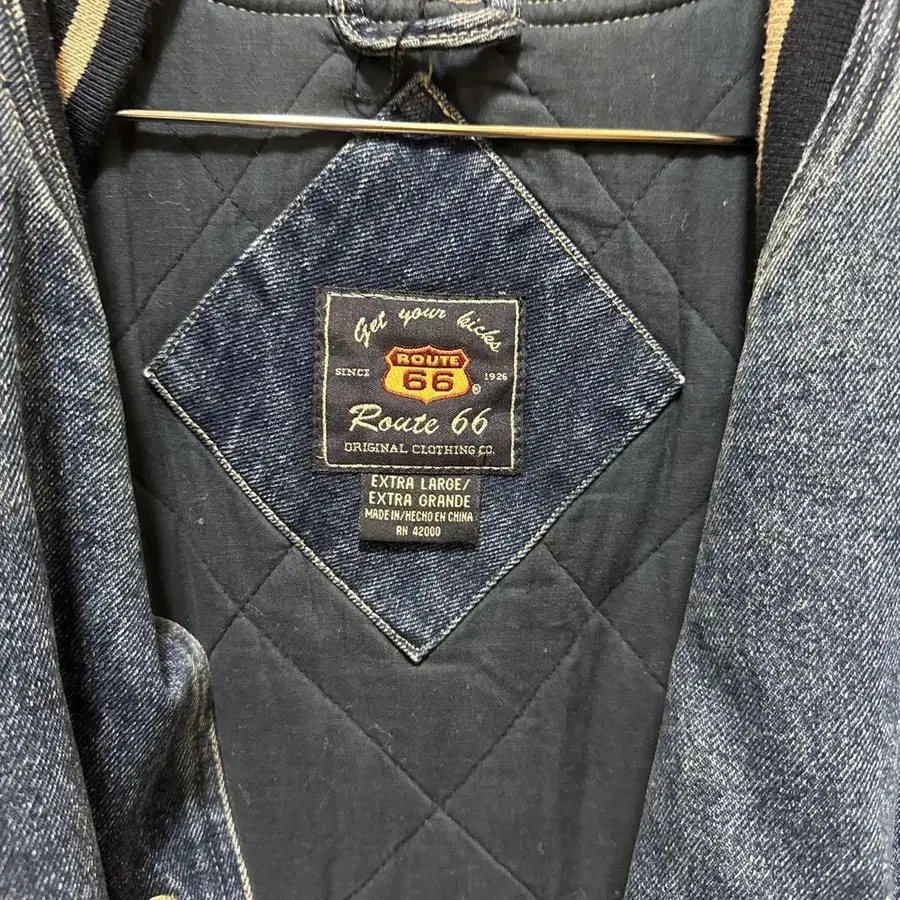 Get your kicks
ROUTE
66 ®
SINCE 1926
Route 66
ORIGINAL CLOTHING CO.
EXTRA LARGE/
EXTRA GRANDE
MADE IN/HECHO EN CHINA
RN 42000